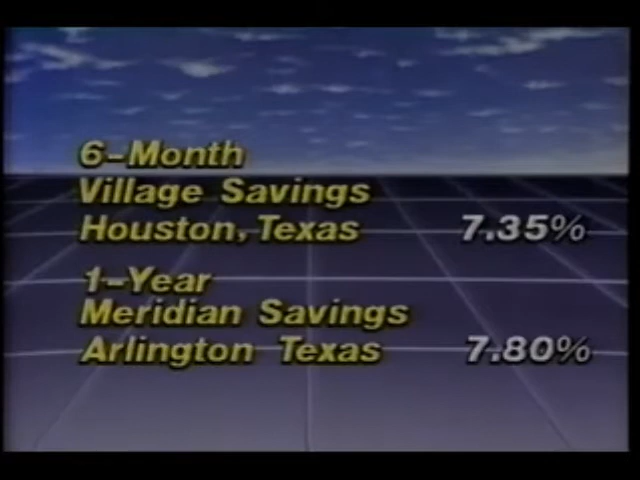 6-Month
Village Savings
Houston, Texas 7.35%
1-Year
Meridian Savings
Arlington Texas 7.80%